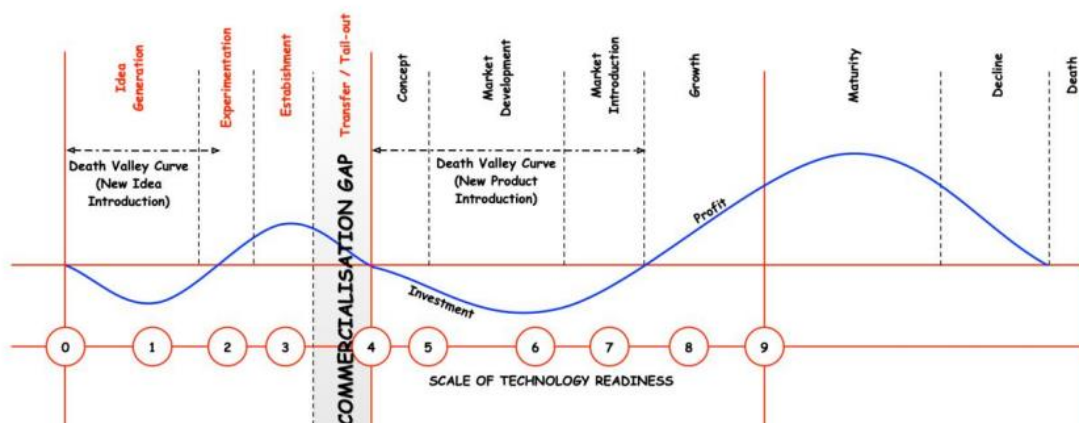 Idea
Generation
Experimentation
Estabishment
Transfer / Tail-out
Concept
Market
Development
Market
Introduction
Growth
Maturity
Decline
Death
Death Valley Curve
(New Idea
Introduction)
COMMERCIALISATION GAP
Death Valley Curve
(New Product
Introduction)
Profit
Investment
0
1
2
3
4
5
6
7
8
9
SCALE OF TECHNOLOGY READINESS